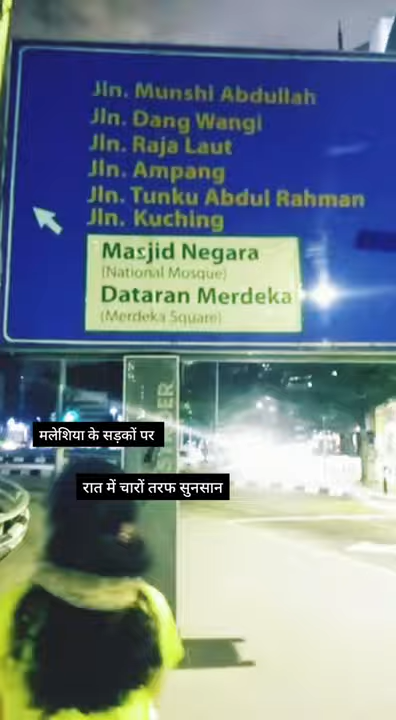 Jln. Munshi Abdullah
Jln. Dang Wangi
Jln. Raja Laut
Jln. Ampang
Jln. Tunku Abdul Rahman
Jln. Kuching
Masjid Negara
(National Mosque)
Dataran Merdeka
(Merdeka Square)
मलेशिया के सड़कों पर
रात में चारों तरफ सुनसान